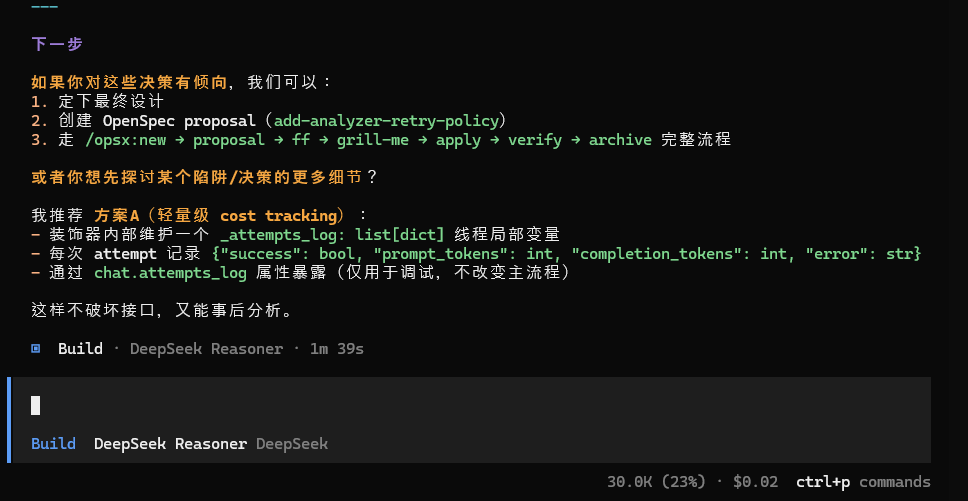 ———
下一步
如果你对这些决策有倾向，我们可以：
1. 定下最终设计
2. 创建 OpenSpec proposal（add-analyzer-retry-policy）
3. 走 /opsx:new → proposal → ff → grill-me → apply → verify → archive 完整流程
或者你想先探讨某个陷阱/决策的更多细节？
我推荐 方案A（轻量级 cost tracking）：
- 装饰器内部维护一个 _attempts_log: list[dict] 线程局部变量
- 每次 attempt 记录 {"success": bool, "prompt_tokens": int, "completion_tokens": int, "error": str}
- 通过 chat.attempts_log 属性暴露（仅用于调试，不改变主流程）
这样不破坏接口，又能事后分析。
Build · DeepSeek Reasoner · 1m 39s
Build DeepSeek Reasoner DeepSeek
30.0K (23%) · $0.02 ctrl+p commands